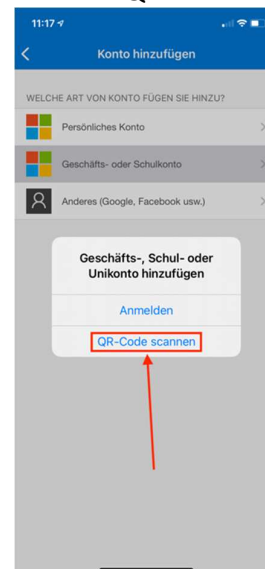 11:17
Konto hinzufügen
WELCHE ART VON KONTO FÜGEN SIE HINZU?
Persönliches Konto
Geschäfts- oder Schulkonto
Anderes (Google, Facebook usw.)
Geschäfts-, Schul- oder
Unikonto hinzufügen
Anmelden
QR-Code scannen